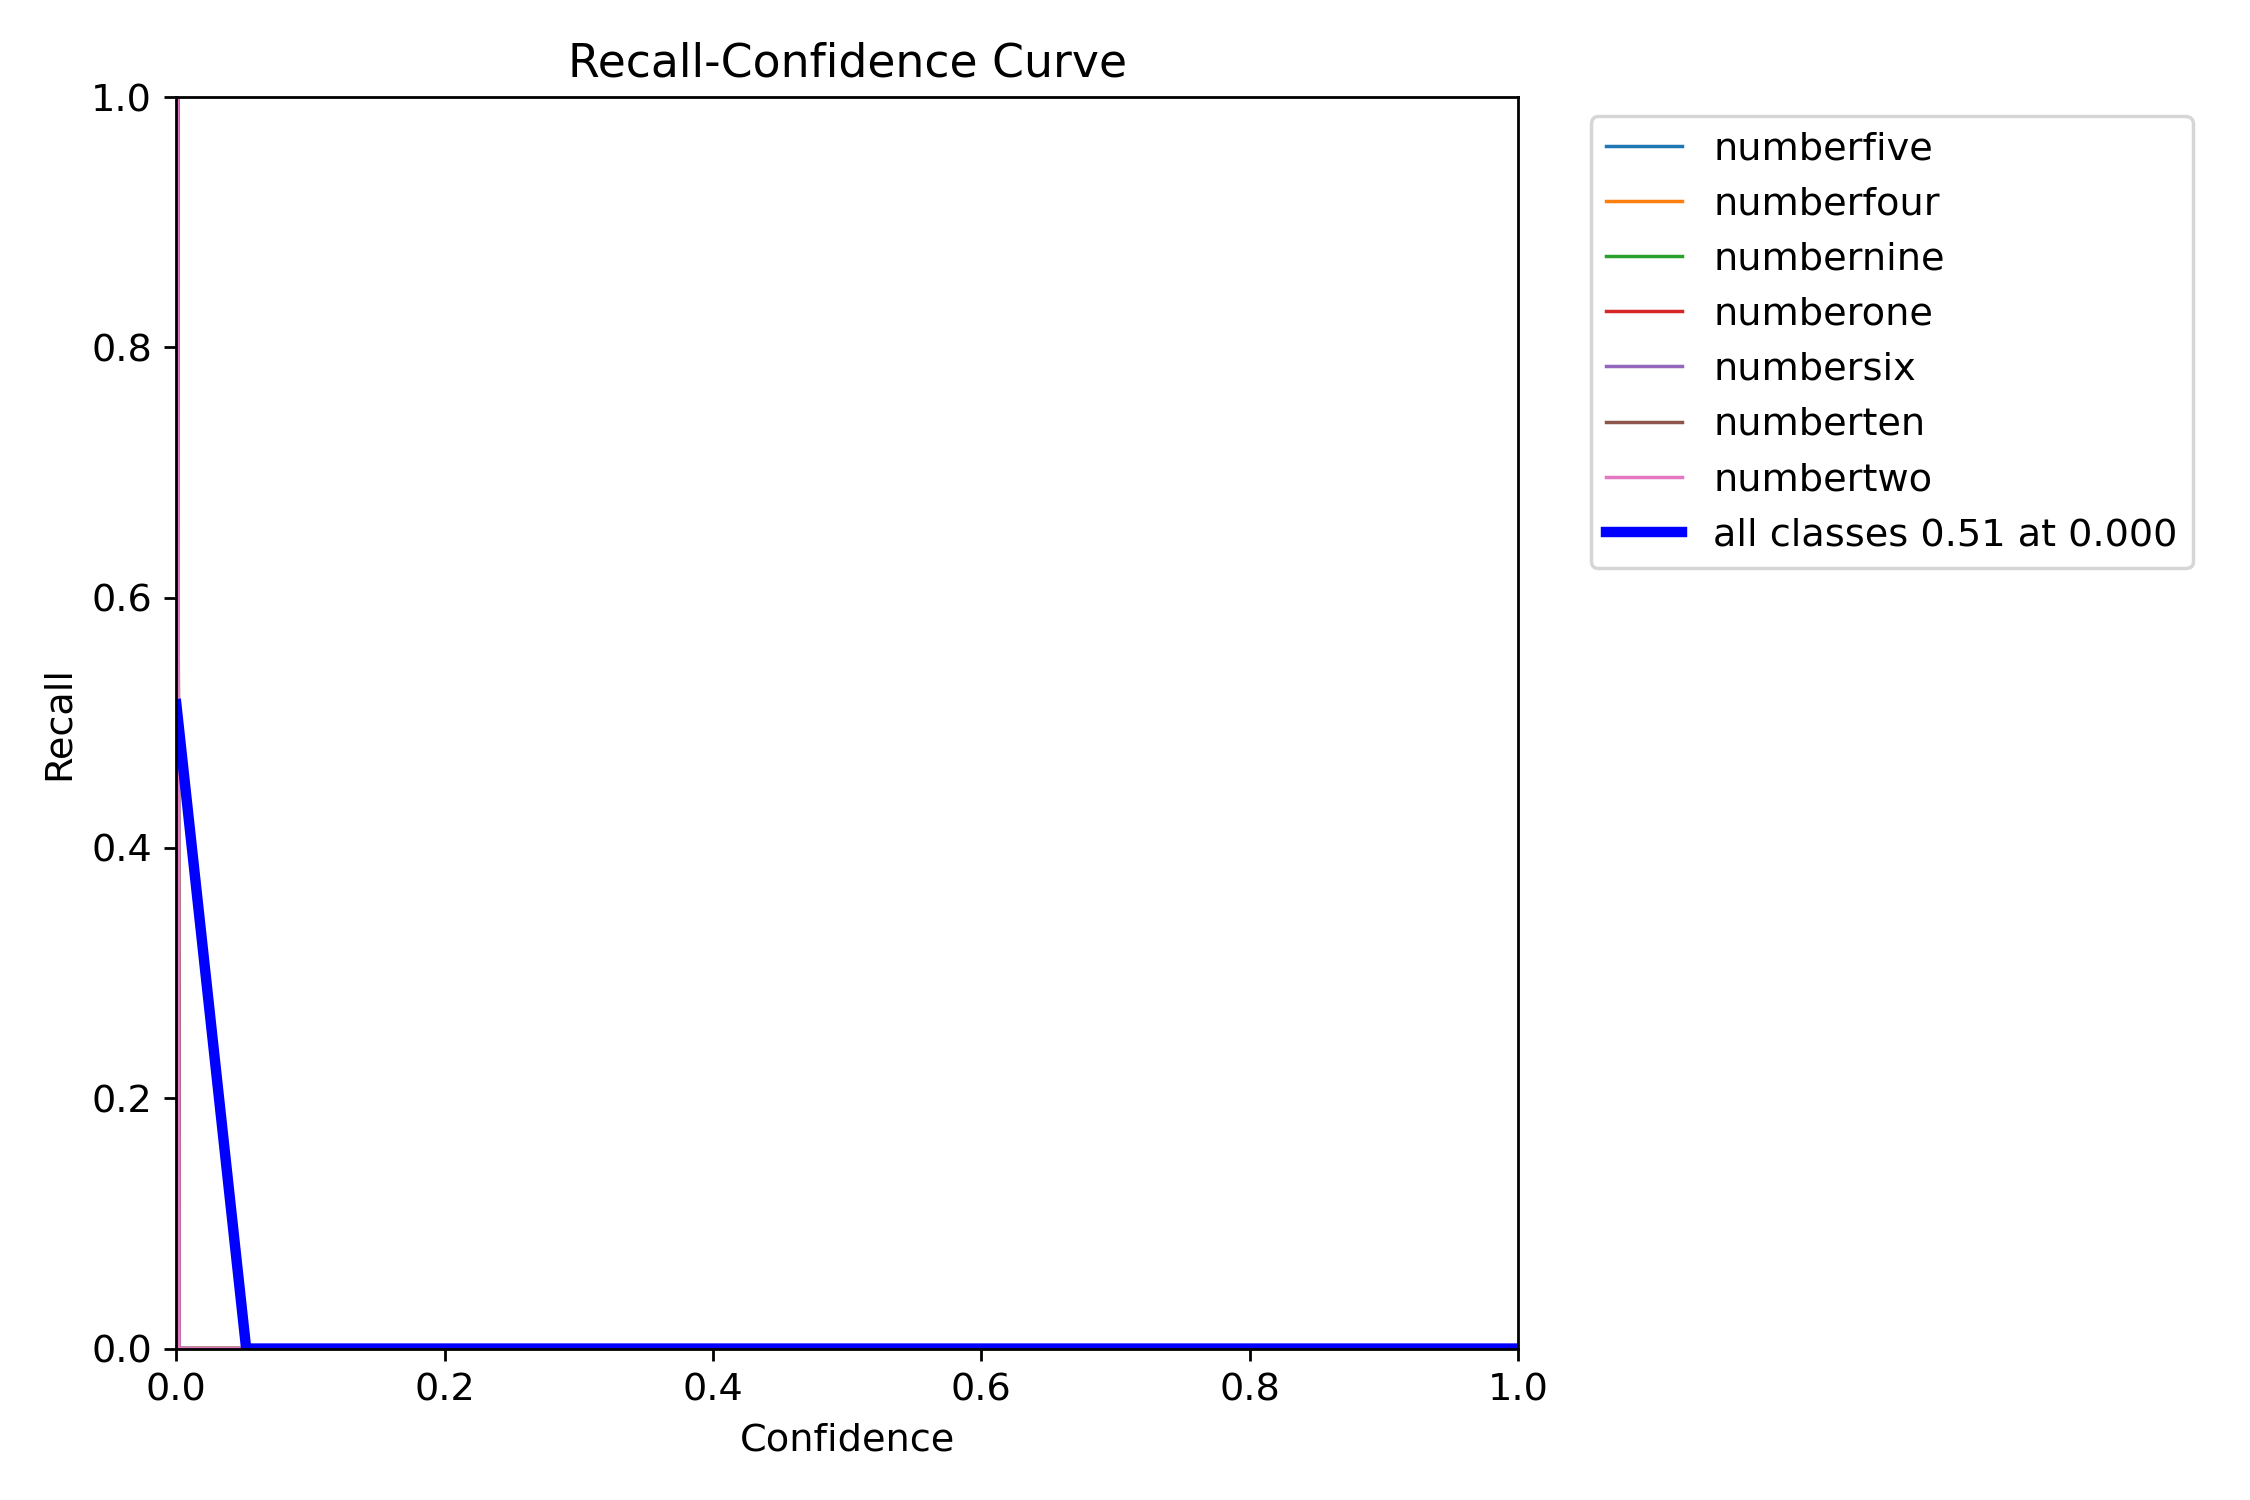 Recall-Confidence Curve
1.0
0.8
0.6
0.4
0.2
0.0
Recall
0.0 0.2 0.4 0.6 0.8 1.0
Confidence
numberfive
numberfour
numbernine
numberone
numbersix
numberten
numbertwo
all classes 0.51 at 0.000